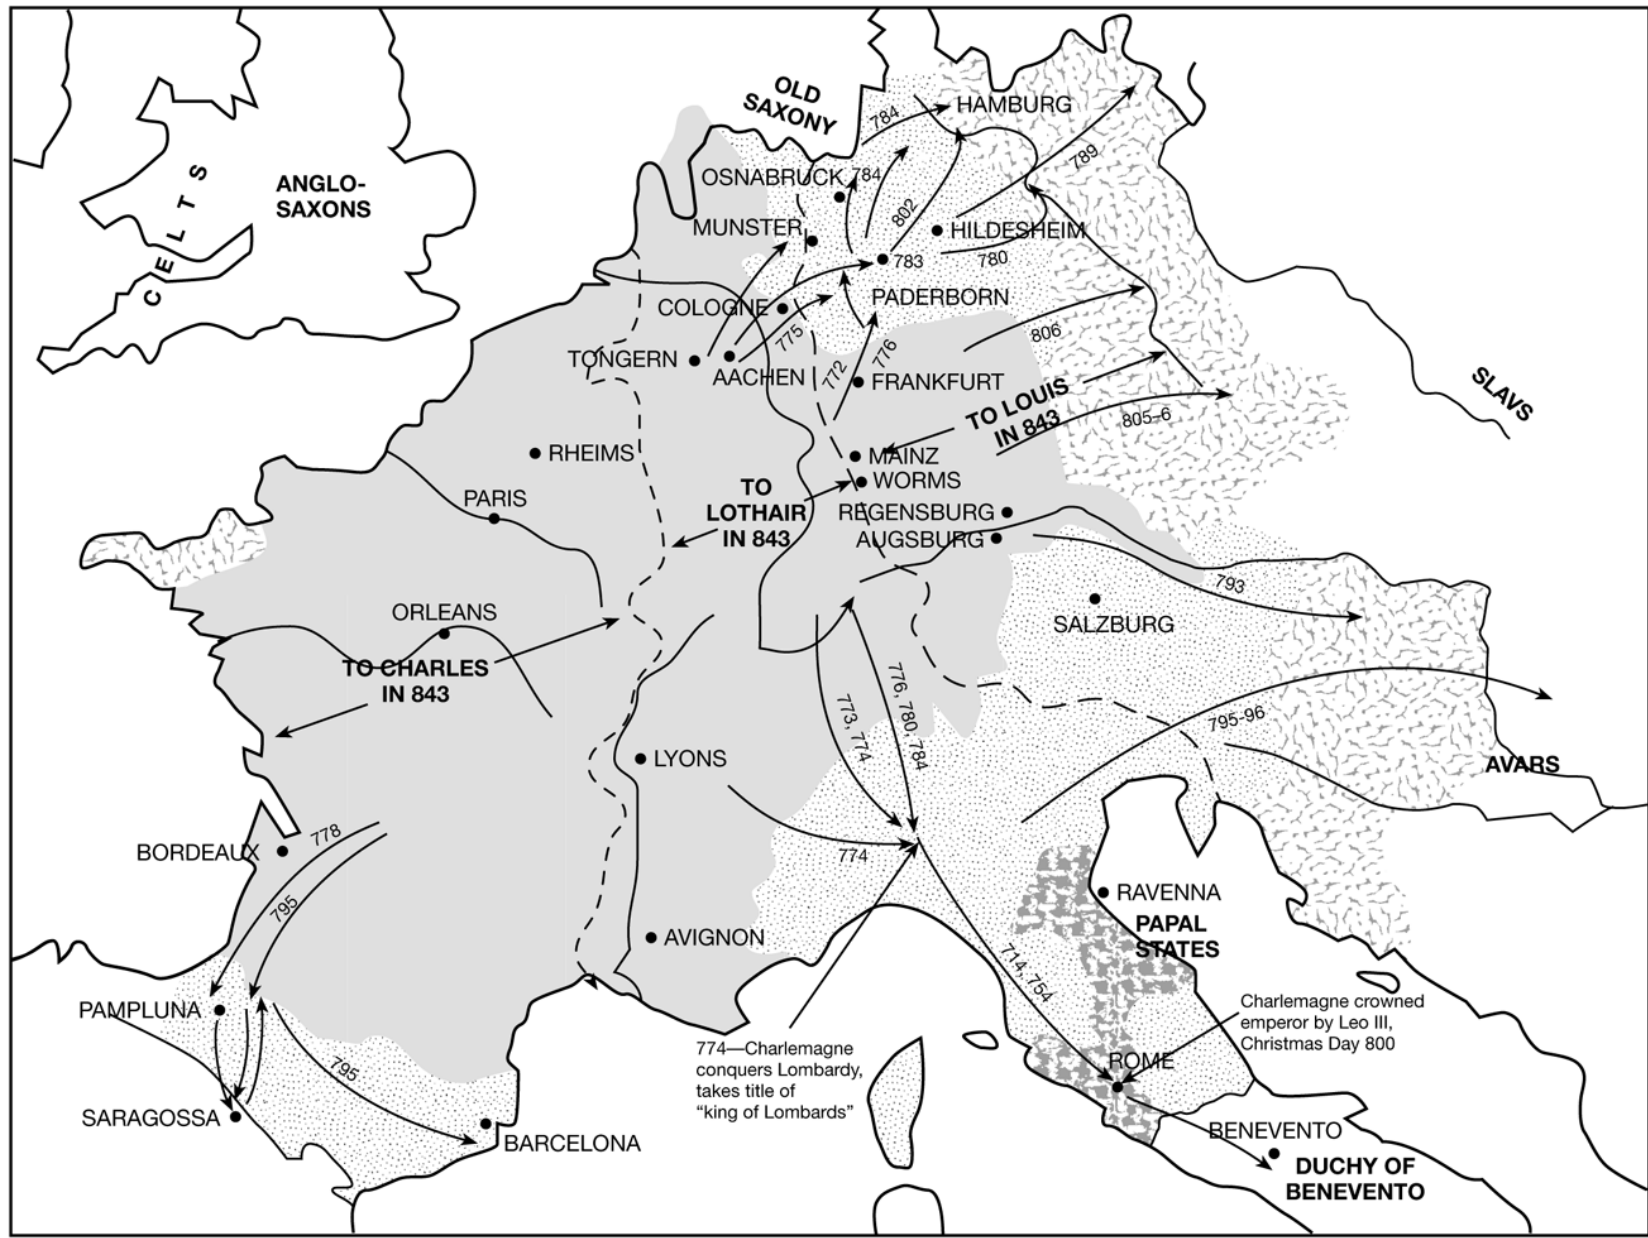 OLD
SAXONY
HAMBURG
784
789
CELTS
ANGLO-
SAXONS
OSNABRUCK
784
802
MUNSTER
HILDESHEIM
780
783
PADERBORN
COLOGNE
775
806
TONGERN
AACHEN
772
776
FRANKFURT
TO LOUIS
IN 843
805–6
SLAVS
RHEIMS
MAINZ
WORMS
PARIS
TO
LOTHAIR
IN 843
REGENSBURG
AUGSBURG
793
ORLEANS
SALZBURG
TO CHARLES
IN 843
773, 774
776, 780, 784
795-96
LYONS
AVARS
778
BORDEAUX
774
795
RAVENNA
PAPAL
STATES
AVIGNON
714, 754
PAMPLUNA
Charlemagne crowned
emperor by Leo III,
Christmas Day 800
774—Charlemagne
conquers Lombardy,
takes title of
“king of Lombards”
ROME
795
SARAGOSSA
BARCELONA
BENEVENTO
DUCHY OF
BENEVENTO